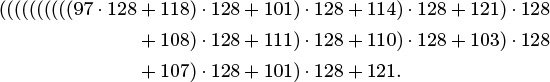 ((((((((((97 · 128 + 118) · 128 + 101) · 128 + 114) · 128 + 121) · 128
+ 108) · 128 + 111) · 128 + 110) · 128 + 103) · 128
+ 107) · 128 + 101) · 128 + 121.